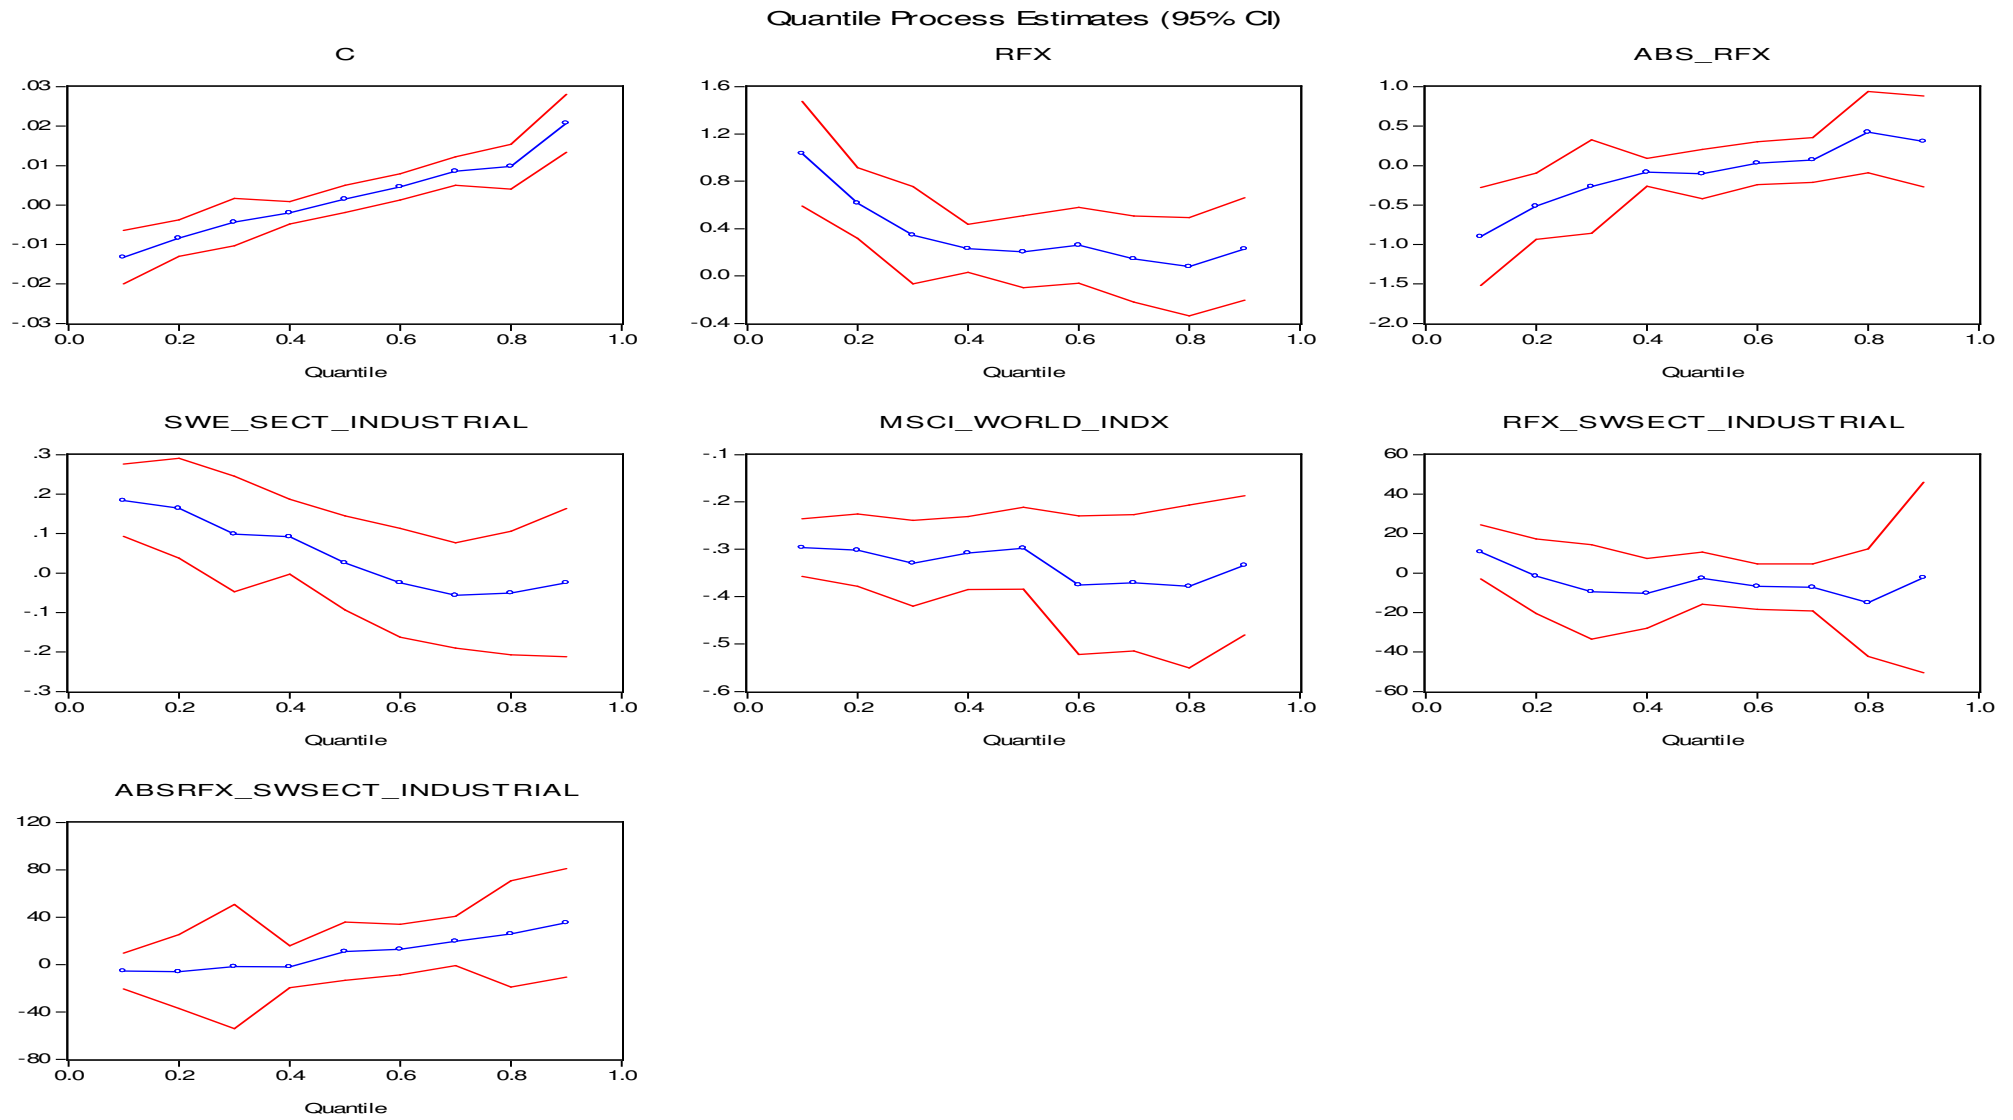 Quantile Process Estimates (95% CI)
C
.03
.02
.01
.00
-.01
-.02
-.03
0.0 0.2 0.4 0.6 0.8 1.0
Quantile
RFX
1.6
1.2
0.8
0.4
0.0
-0.4
0.0 0.2 0.4 0.6 0.8 1.0
Quantile
ABS_RFX
1.0
0.5
0.0
-0.5
-1.0
-1.5
-2.0
0.0 0.2 0.4 0.6 0.8 1.0
Quantile
SWE_SECT_INDUSTRIAL
.3
.2
.1
.0
-.1
-.2
-.3
0.0 0.2 0.4 0.6 0.8 1.0
Quantile
MSCI_WORLD_INDX
-.1
-.2
-.3
-.4
-.5
-.6
0.0 0.2 0.4 0.6 0.8 1.0
Quantile
RFX_SWSECT_INDUSTRIAL
60
40
20
0
-20
-40
-60
0.0 0.2 0.4 0.6 0.8 1.0
Quantile
ABSRFX_SWSECT_INDUSTRIAL
120
80
40
0
-40
-80
0.0 0.2 0.4 0.6 0.8 1.0
Quantile